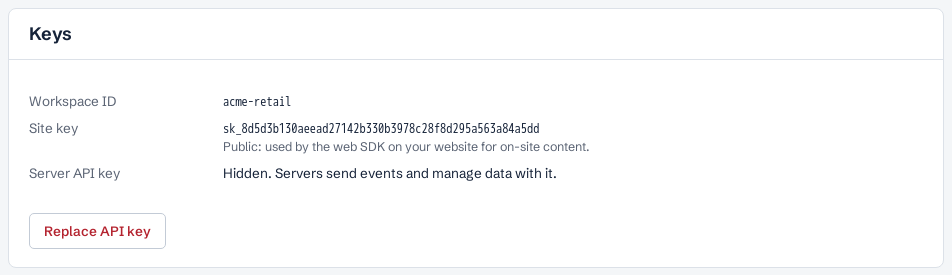 Keys
Workspace ID acme-retail
Site key sk_8d5d3b130aeead27142b330b3978c28f8d295a563a84a5dd
Public: used by the web SDK on your website for on-site content.
Server API key Hidden. Servers send events and manage data with it.
Replace API key